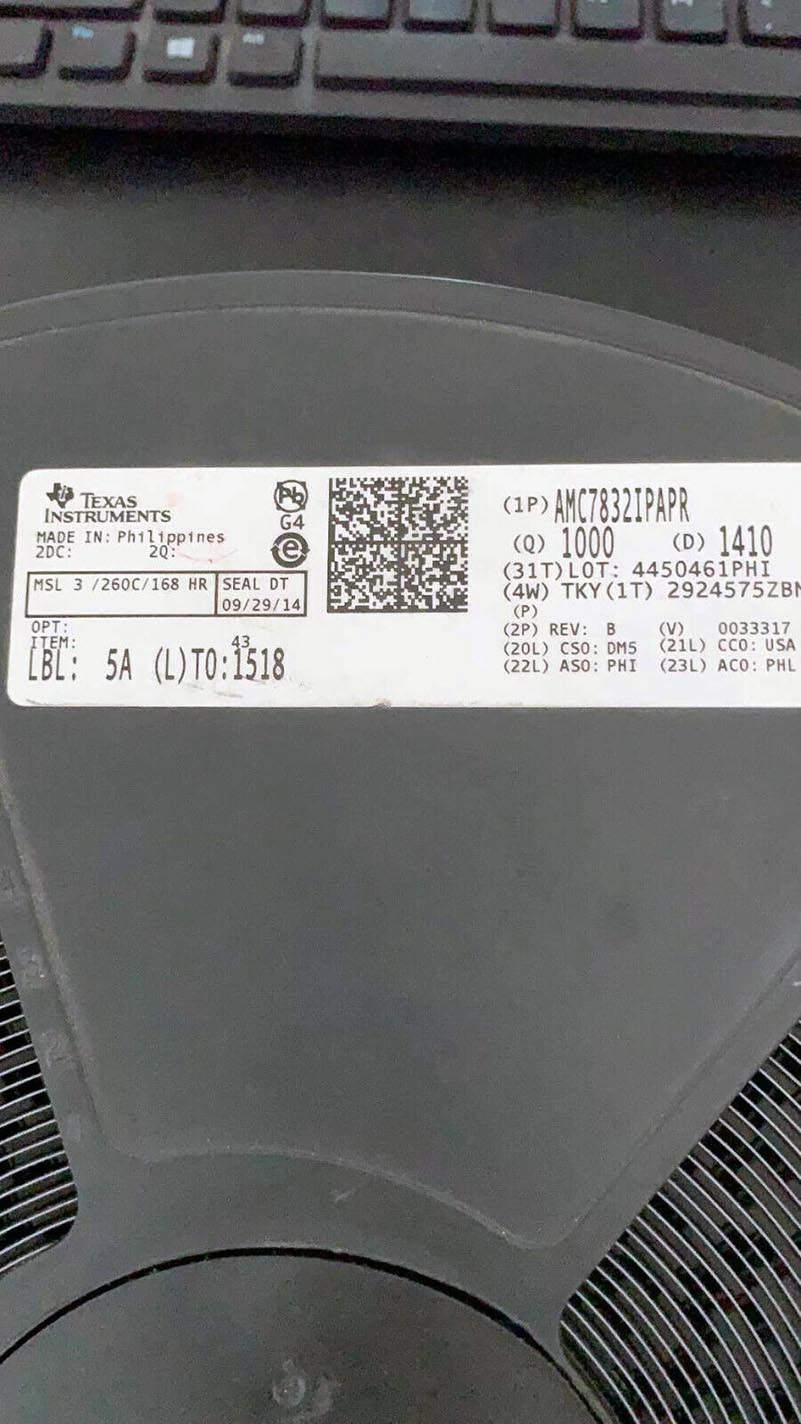 TEXAS
INSTRUMENTS
MADE IN: Philippines
2DC: 2Q:
Pb
G4
e
MSL 3 /260C/168 HR
SEAL DT
09/29/14
OPT:
ITEM: 43
LBL: 5A (L)TO:1518
(1P) AMC7832IPAPR
(Q) 1000 (D) 1410
(31T)LOT: 4450461PHI
(4W) TKY(1T)
(P)
(2P) REV: B (V) 0033317
(20L) CSO: DM5 (21L) CCO: USA
(22L) ASO: PHI (23L) ACO: PHL